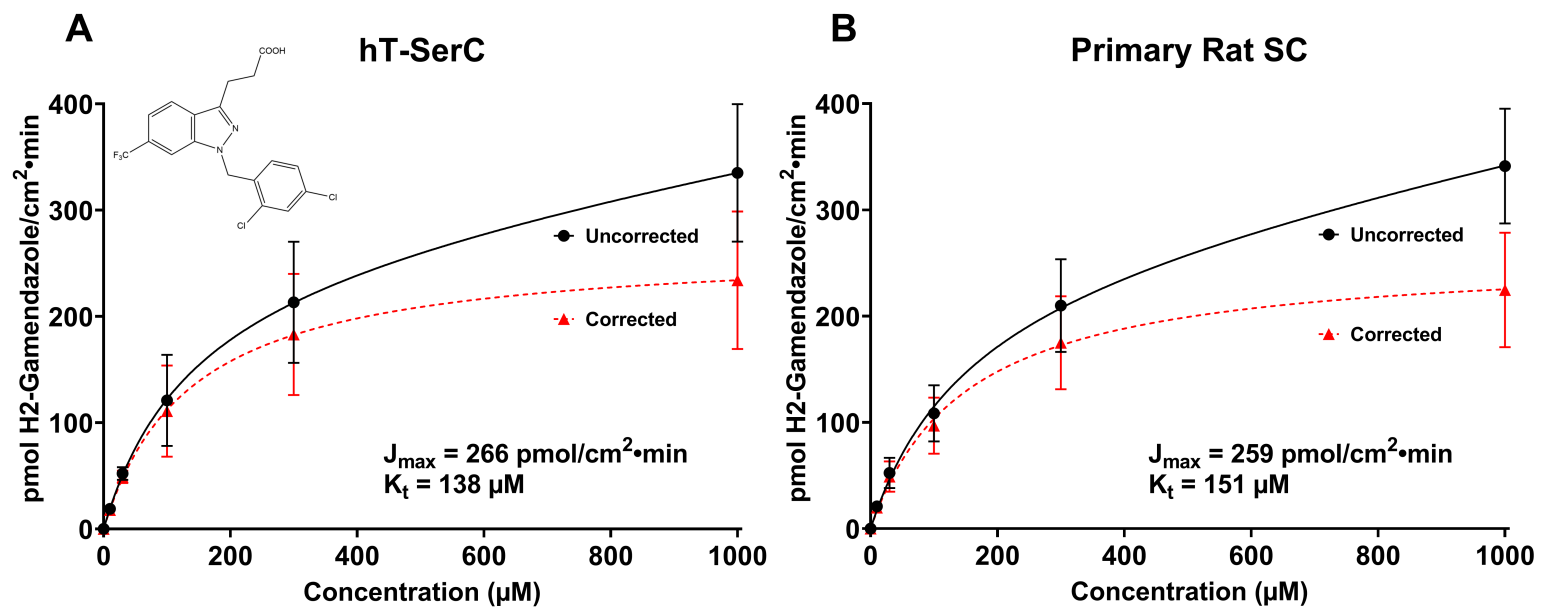 A
hT-SerC
COOH
N
N
F₃C
Cl
Cl
pmol H2-Gamendazole/cm²•min
400
300
200
100
0
Uncorrected
Corrected
Jmax = 266 pmol/cm²•min
Kt = 138 µM
0 200 400 600 800 1000
Concentration (µM)
B
Primary Rat SC
pmol H2-Gamendazole/cm²•min
400
300
200
100
0
Uncorrected
Corrected
Jmax = 259 pmol/cm²•min
Kt = 151 µM
0 200 400 600 800 1000
Concentration (µM)